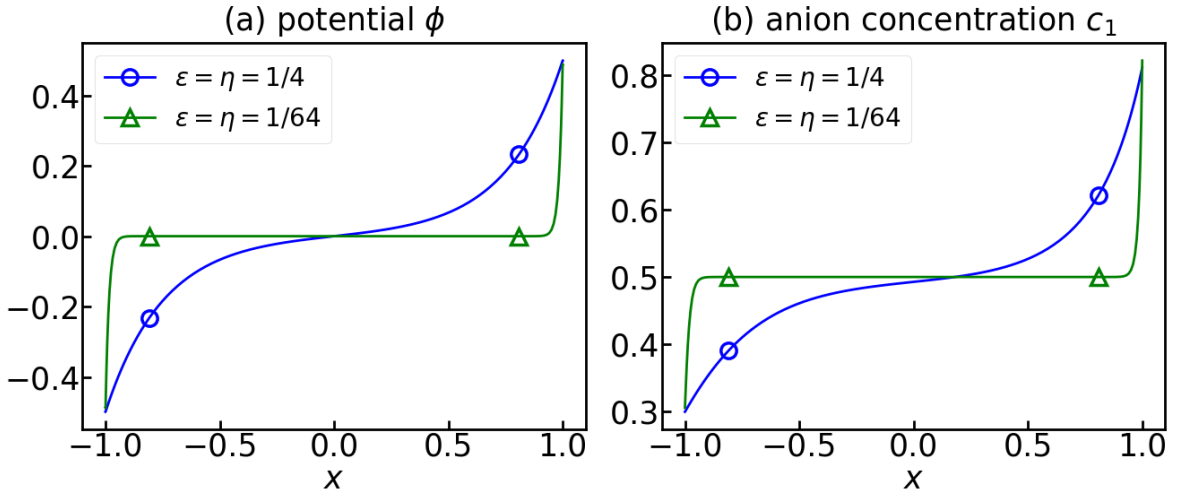 (a) potential ϕ
ε = η = 1/4
ε = η = 1/64
0.4
0.2
0.0
−0.2
−0.4
−1.0 −0.5 0.0 0.5 1.0
x
(b) anion concentration c₁
ε = η = 1/4
ε = η = 1/64
0.8
0.7
0.6
0.5
0.4
0.3
−1.0 −0.5 0.0 0.5 1.0
x